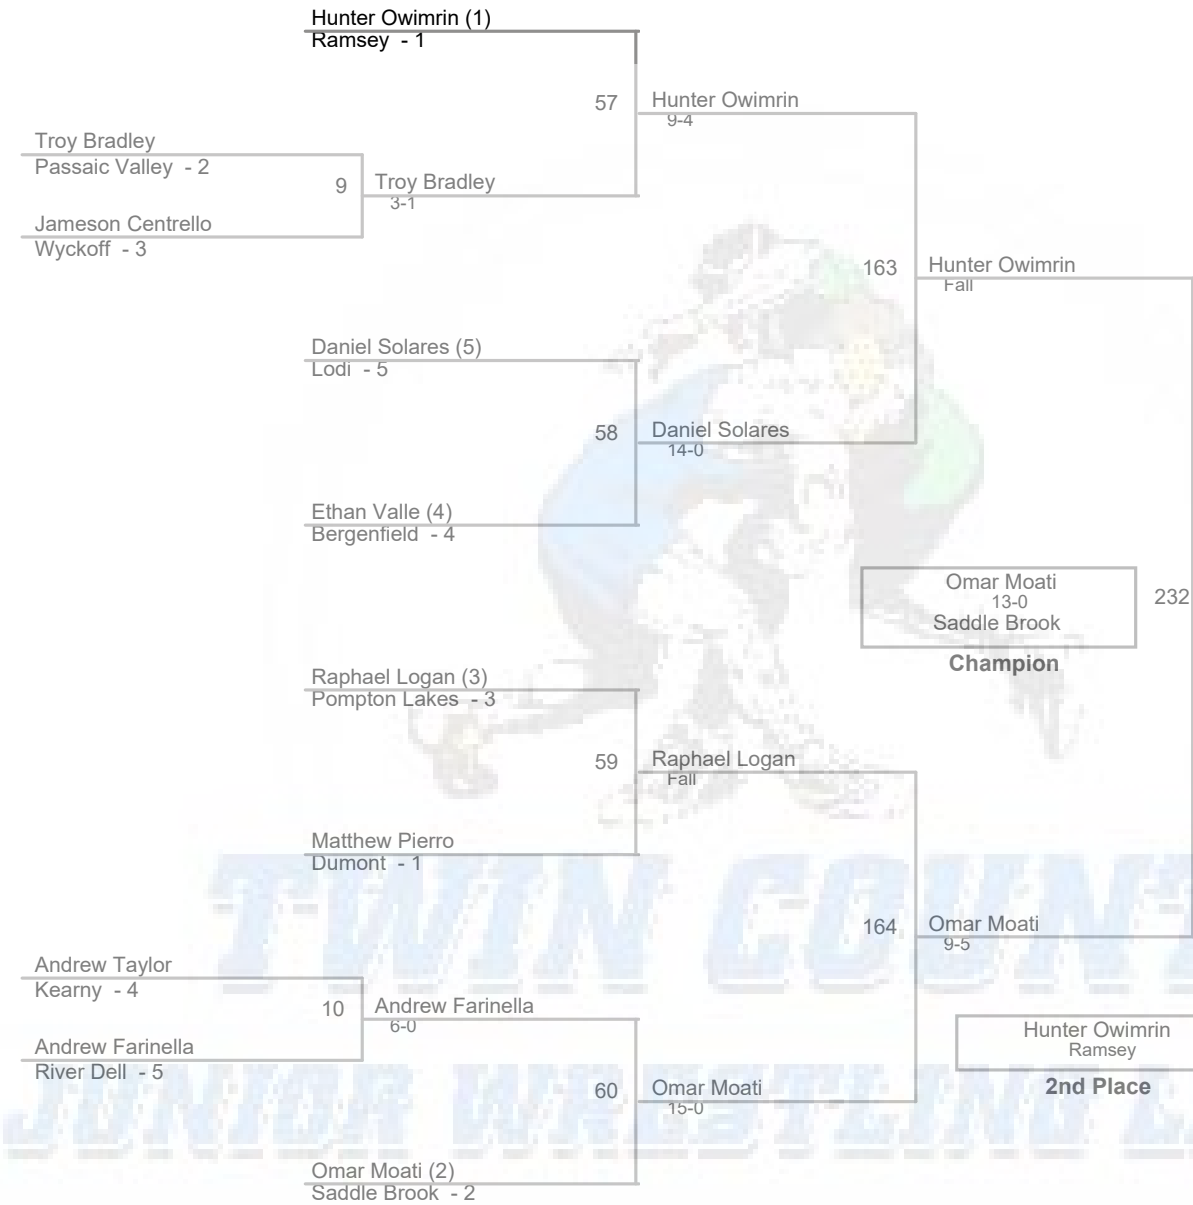 Hunter Owimrin (1)
Ramsey - 1
57
Hunter Owimrin
9-4
Troy Bradley
Passaic Valley - 2
9
Troy Bradley
3-1
Jameson Centrello
Wyckoff - 3
163
Hunter Owimrin
Fall
Daniel Solares (5)
Lodi - 5
58
Daniel Solares
14-0
Ethan Valle (4)
Bergenfield - 4
Omar Moati
13-0
Saddle Brook
232
Champion
Raphael Logan (3)
Pompton Lakes - 3
59
Raphael Logan
Fall
Matthew Pierro
Dumont - 1
TWIN COUNT
164
Omar Moati
9-5
Andrew Taylor
Kearny - 4
10
Andrew Farinella
6-0
Andrew Farinella
River Dell - 5
Hunter Owimrin
Ramsey
2nd Place
JUNIOR WRESTLING L
60
Omar Moati
15-0
Omar Moati (2)
Saddle Brook - 2